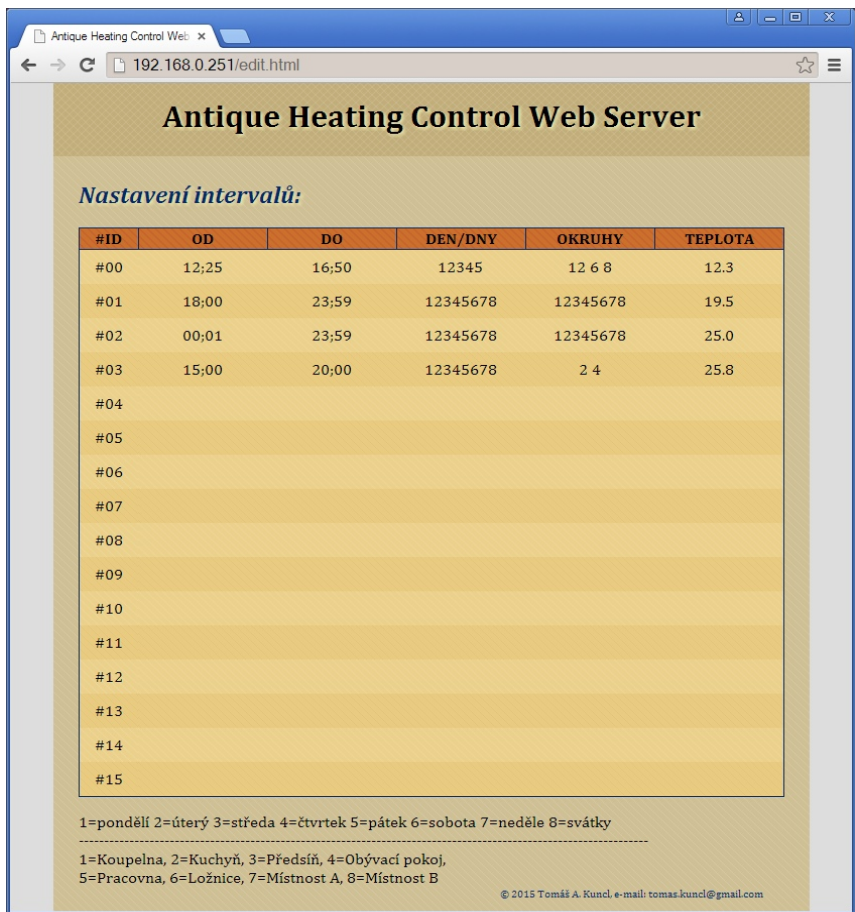 Antique Heating Control Web
192.168.0.251/edit.html
Antique Heating Control Web Server
Nastavení intervalů:
#ID OD DO DEN/DNY OKRUHY TEPLOTA
#00 12;25 16;50 12345 12 6 8 12.3
#01 18;00 23;59 12345678 12345678 19.5
#02 00;01 23;59 12345678 12345678 25.0
#03 15;00 20;00 12345678 2 4 25.8
#04
#05
#06
#07
#08
#09
#10
#11
#12
#13
#14
#15
1=pondělí 2=úterý 3=středa 4=čtvrtek 5=pátek 6=sobota 7=neděle 8=svátky
1=Koupelna, 2=Kuchyň, 3=Předsíň, 4=Obývací pokoj,
5=Pracovna, 6=Ložnice, 7=Místnost A, 8=Místnost B
© 2015 Tomáš A. Kuncl, e-mail: tomas.kuncl@gmail.com